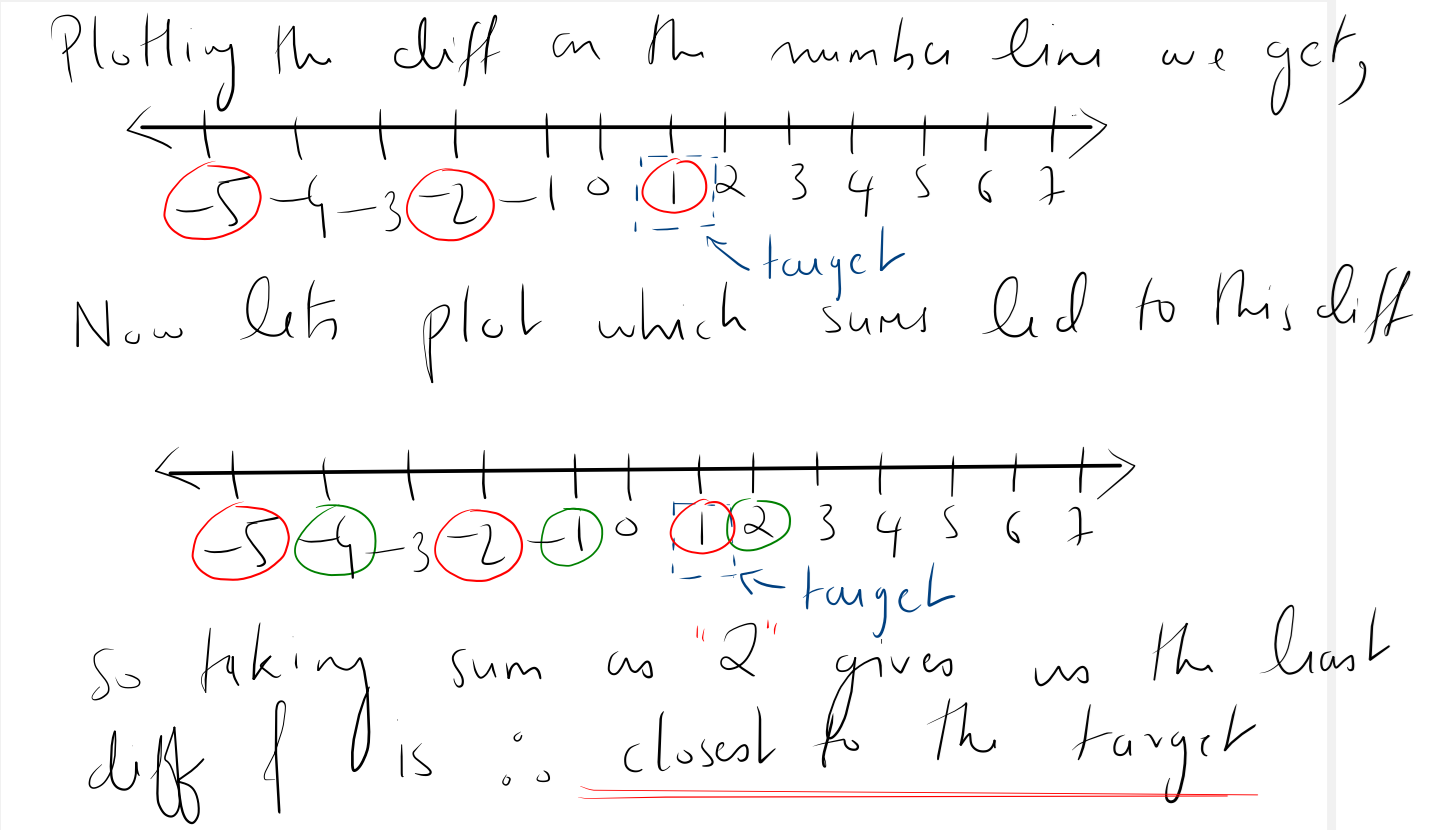 Plotting the diff on the number line we get,
-5 -4 -3 -2 -1 0 1 2 3 4 5 6 7
target
Now lets plot which sums led to this diff
-5 -4 -3 -2 -1 0 1 2 3 4 5 6 7
target
So taking sum as "2" gives us the least
diff & is ∴ closest to the target